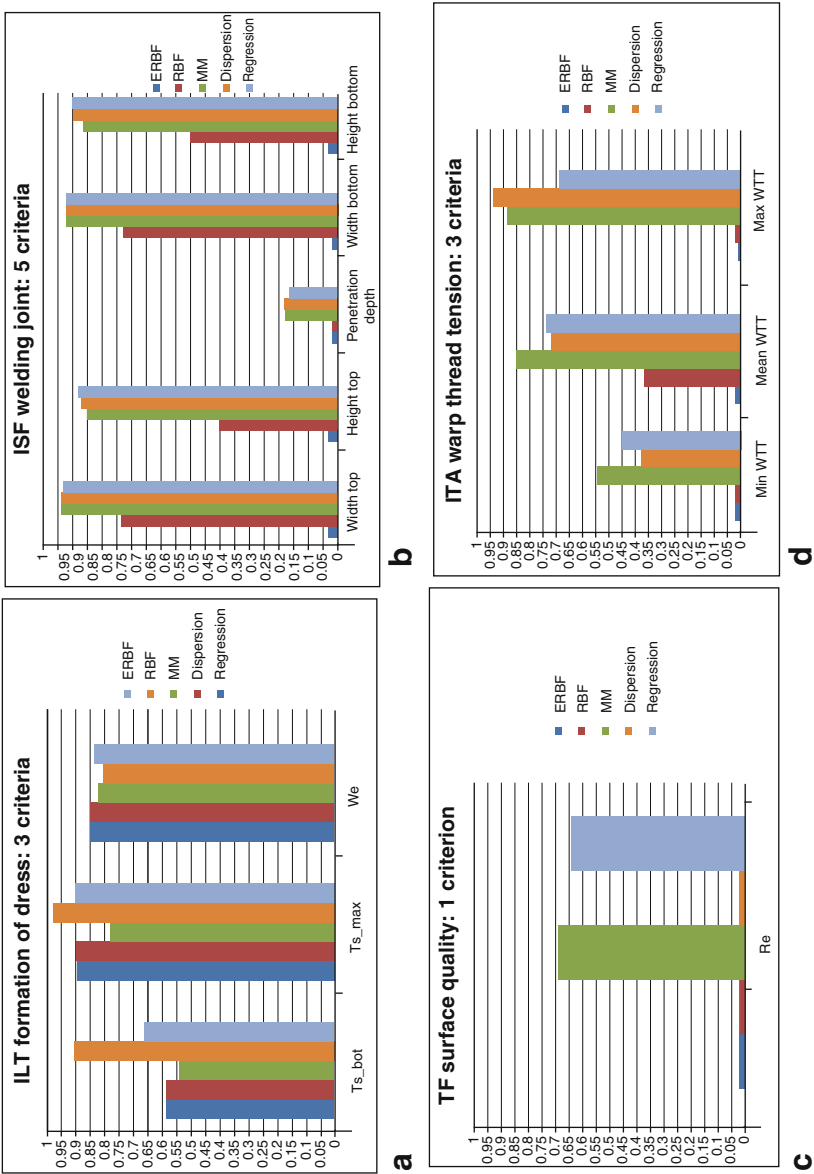 ILT formation of dress: 3 criteria
1
0.95
0.9
0.85
0.8
0.75
0.7
0.65
0.6
0.55
0.5
0.45
0.4
0.35
0.3
0.25
0.2
0.15
0.1
0.05
0
Ts_bot
Ts_max
We
ERBF
RBF
MM
Dispersion
Regression
a
ISF welding joint: 5 criteria
1
0.95
0.9
0.85
0.8
0.75
0.7
0.65
0.6
0.55
0.5
0.45
0.4
0.35
0.3
0.25
0.2
0.15
0.1
0.05
0
Width top
Height top
Penetration
depth
Width bottom
Height bottom
ERBF
RBF
MM
Dispersion
Regression
b
TF surface quality: 1 criterion
1
0.95
0.9
0.85
0.8
0.75
0.7
0.65
0.6
0.55
0.5
0.45
0.4
0.35
0.3
0.25
0.2
0.15
0.1
0.05
0
Re
ERBF
RBF
MM
Dispersion
Regression
c
ITA warp thread tension: 3 criteria
1
0.95
0.9
0.85
0.8
0.75
0.7
0.65
0.6
0.55
0.5
0.45
0.4
0.35
0.3
0.25
0.2
0.15
0.1
0.05
0
Min WTT
Mean WTT
Max WTT
ERBF
RBF
MM
Dispersion
Regression
d